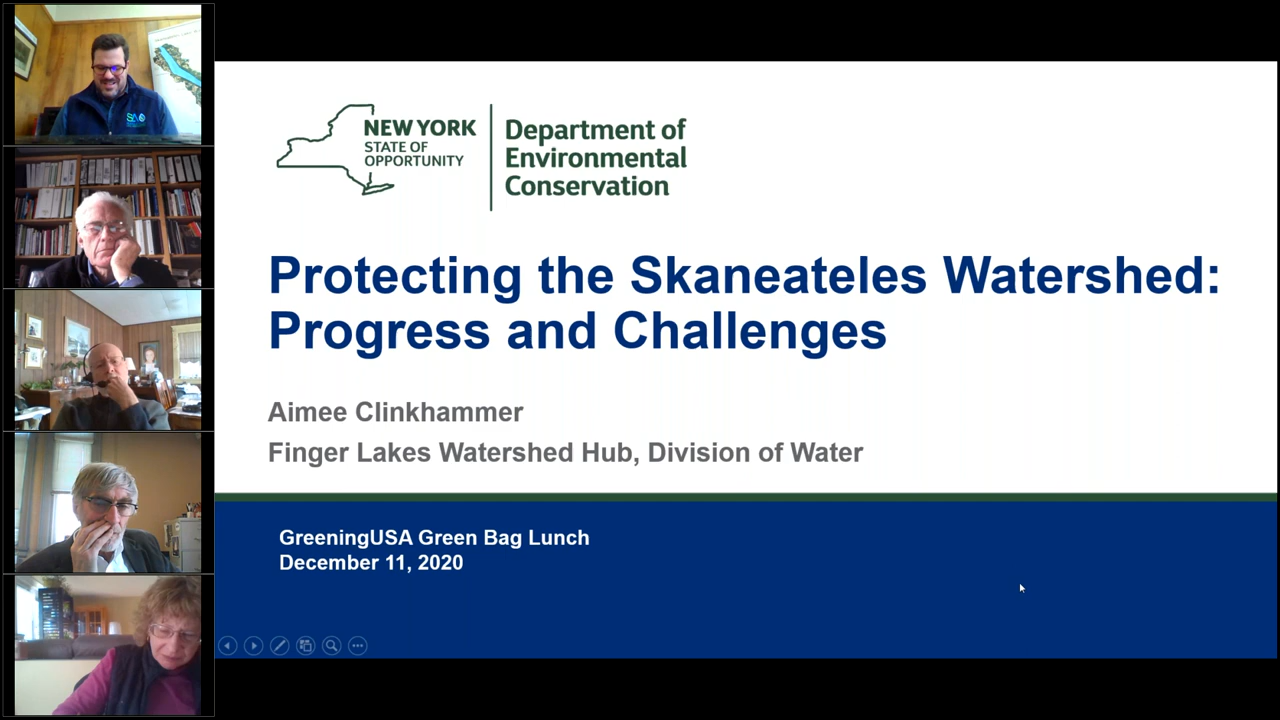 NEW YORK
STATE OF
OPPORTUNITY
Department of
Environmental
Conservation
Protecting the Skaneateles Watershed:
Progress and Challenges
Aimee Clinkhammer
Finger Lakes Watershed Hub, Division of Water
GreeningUSA Green Bag Lunch
December 11, 2020